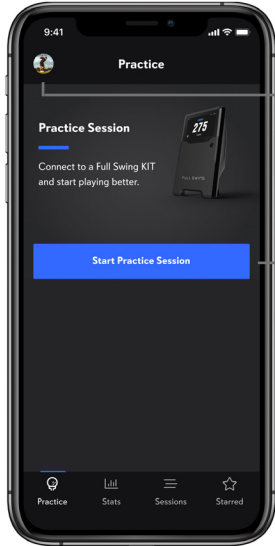 9:41
Practice
Practice Session
275
Connect to a Full Swing KIT
and start playing better.
FULL SWING
Start Practice Session
Practice
Stats
Sessions
Starred